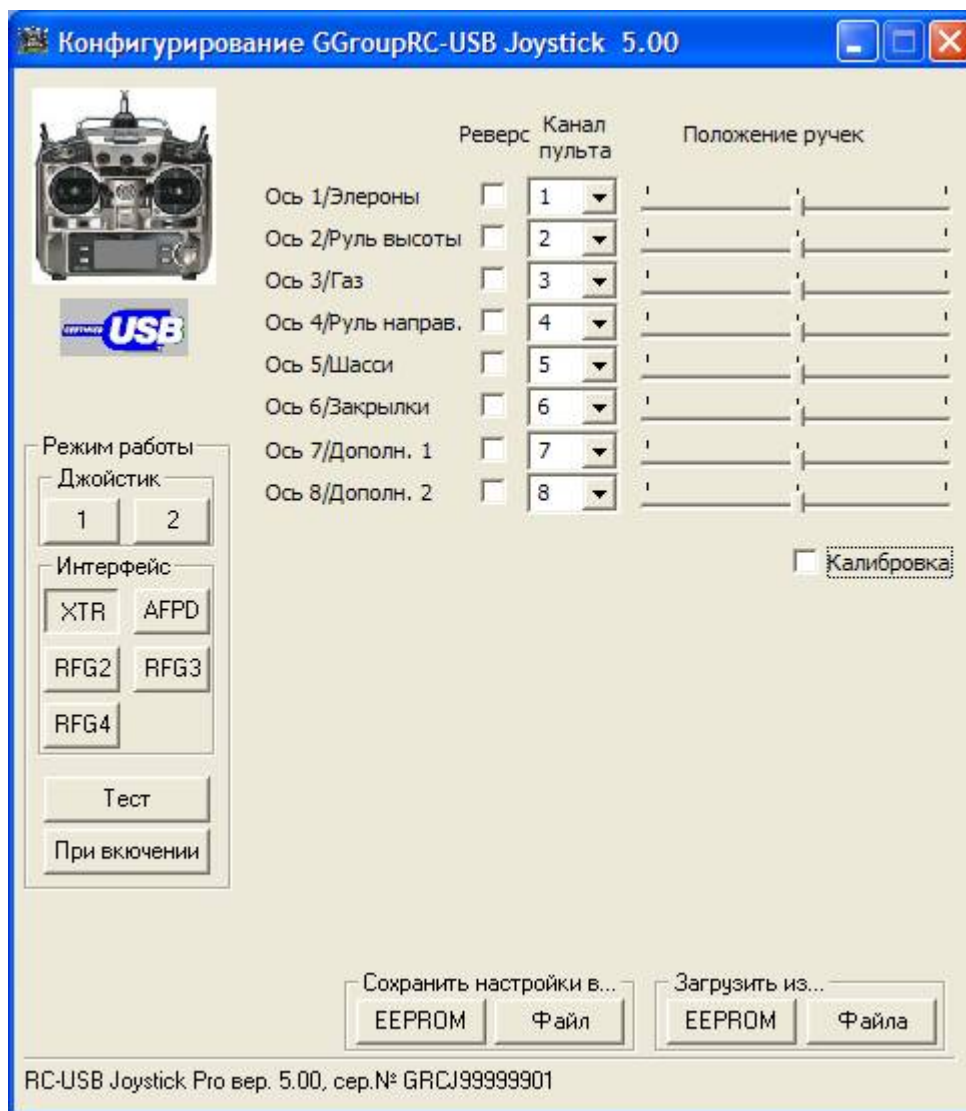 Конфигурирование GGroupRC-USB Joystick 5.00
Реверс
Канал
пульта
Положение ручек
Ось 1/Элероны 1
Ось 2/Руль высоты 2
Ось 3/Газ 3
Ось 4/Руль направ. 4
Ось 5/Шасси 5
Ось 6/Закрылки 6
Ось 7/Дополн. 1 7
Ось 8/Дополн. 2 8
Калибровка
USB
Режим работы
Джойстик
1 2
Интерфейс
XTR AFPD
RFG2 RFG3
RFG4
Тест
При вкючении
Сохранить настройки в...
EEPROM Файл
Загрузить из...
EEPROM Файла
RC-USB Joystick Pro вер. 5.00, сер.№ GRCJ99999901